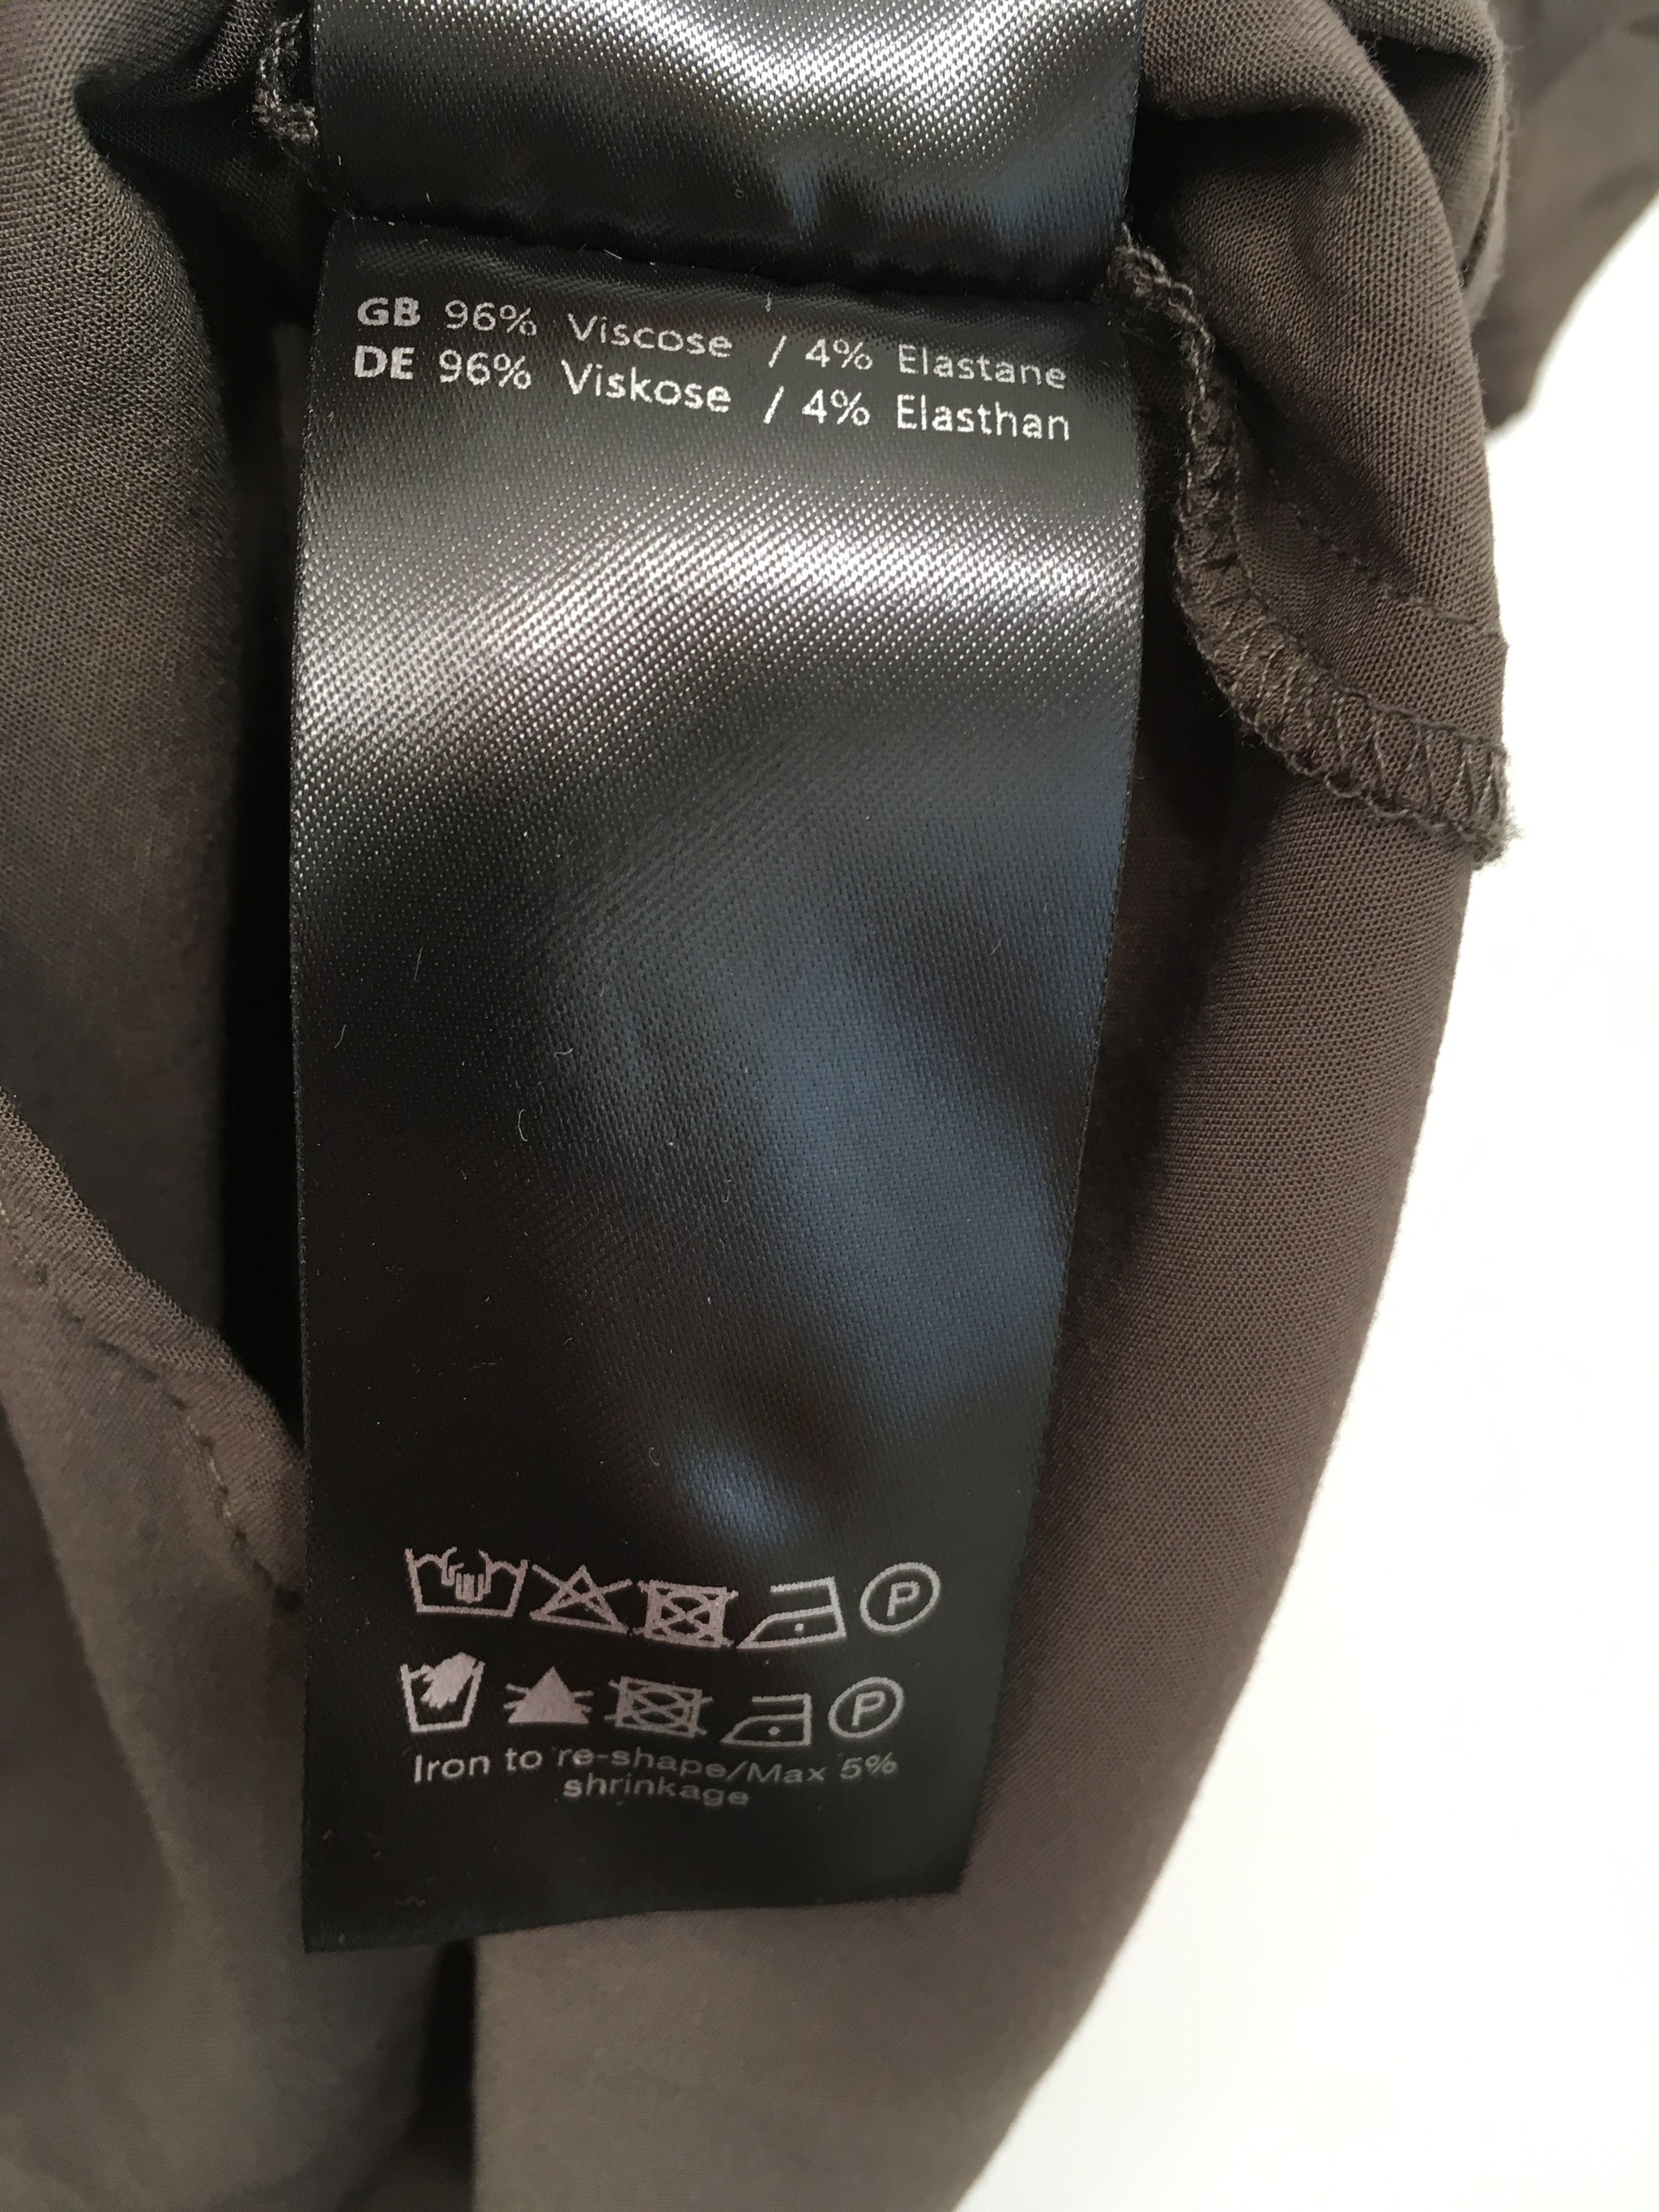 GB 96% Viscose / 4% Elastane
DE 96% Viskose / 4% Elasthan
P
P
Iron to re-shape/Max 5%
shrinkage